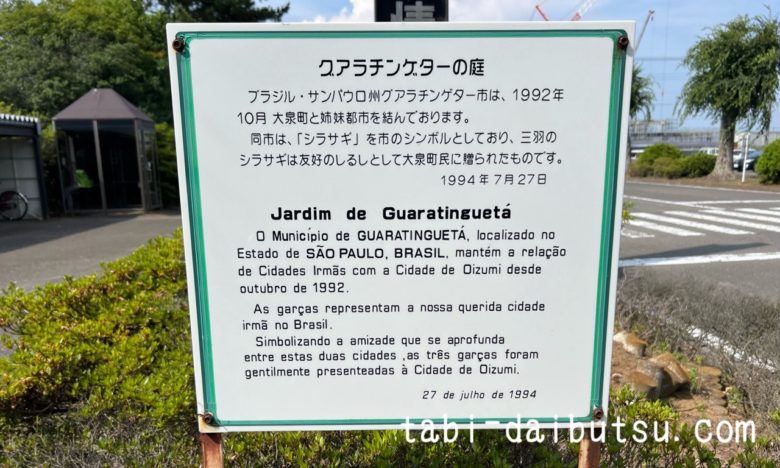 グアラチンゲターの庭
ブラジル・サンパウロ州グアラチンゲター市は、1992年
10月 大泉町と姉妹都市を結んでおります。
同市は、「シラサギ」を市のシンボルとしており、三羽の
シラサギは友好のしるしとして大泉町民に贈られたものです。
1994年7月27日
Jardim de Guaratinguetá
O Município de GUARATINGUETÁ, localizado no
Estado de SÃO PAULO, BRASIL, mantém a relação
de Cidades Irmãs com a Cidade de Oizumi desde
outubro de 1992.
As garças representam a nossa querida cidade
irmã no Brasil.
Simbolizando a amizade que se aprofunda
entre estas duas cidades ,as três garças foram
gentilmente presenteadas à Cidade de Oizumi.
27 de julho de 1994
tabi-daibutsu.com